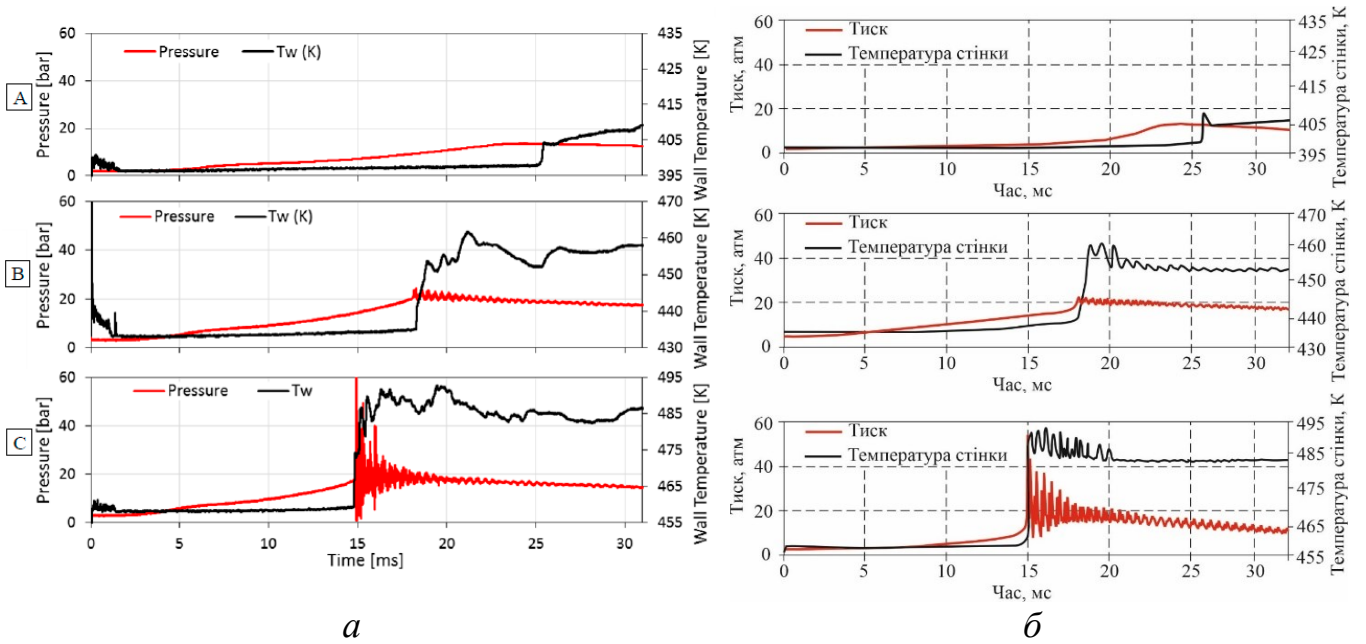 a
60
40
20
0
Pressure [bar]
Pressure
Tw (K)
435
425
415
405
395
Wall Temperature [K]
A
60
40
20
0
Pressure [bar]
Pressure
Tw (K)
470
460
450
440
430
Wall Temperature [K]
B
60
40
20
0
Pressure [bar]
Pressure
Tw
495
485
475
465
455
Wall Temperature [K]
C
0 5 10 15 20 25 30
Time [ms]
а
б
60
40
20
0
Тиск, атм
Тиск
Температура стінки
435
425
415
405
395
Температура стінки, К
0 5 10 15 20 25 30
Час, мс
60
40
20
0
Тиск, атм
Тиск
Температура стінки
470
460
450
440
430
Температура стінки, К
0 5 10 15 20 25 30
Час, мс
60
40
20
0
Тиск, атм
Тиск
Температура стінки
495
485
475
465
455
Температура стінки, К
0 5 10 15 20 25 30
Час, мс
б